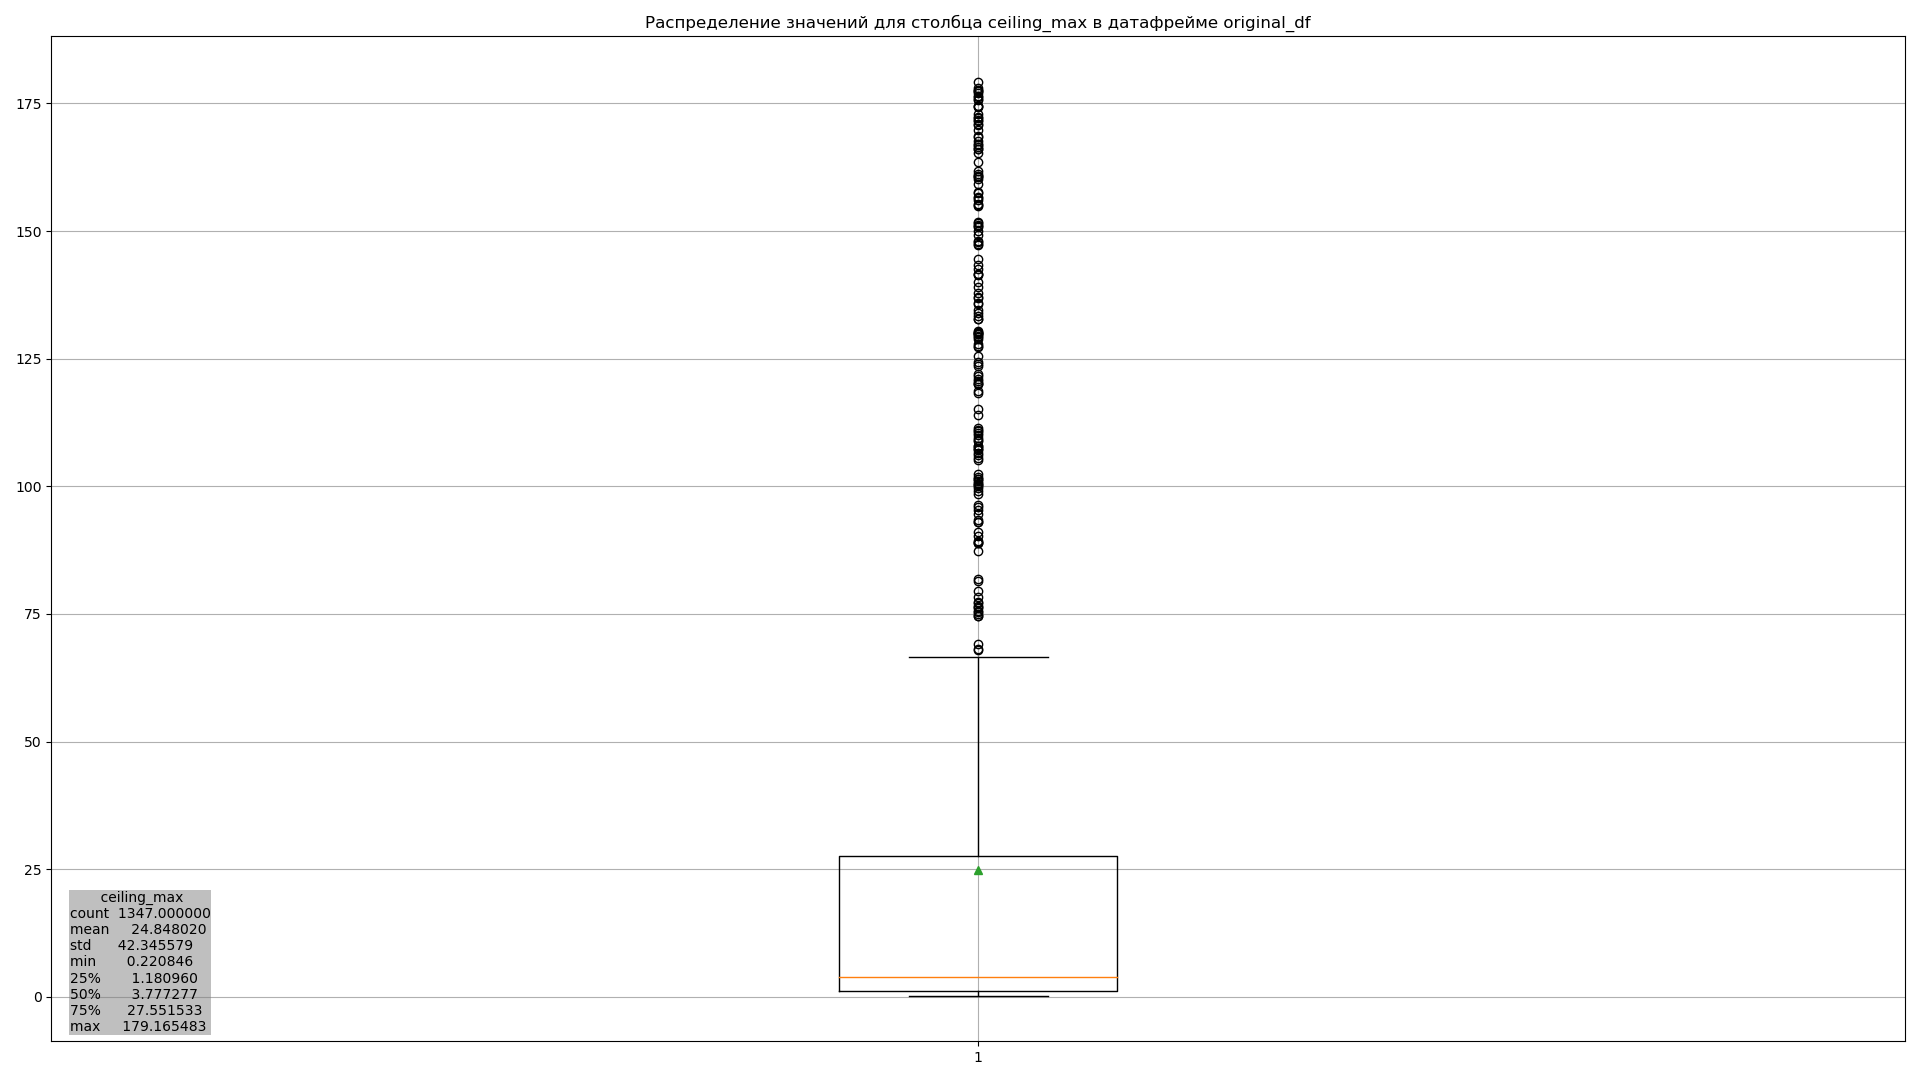 Распределение значений для столбца ceiling_max в датафрейме original_df
175
150
125
100
75
50
25
0
ceiling_max
count 1347.000000
mean 24.848020
std 42.345579
min 0.220846
25% 1.180960
50% 3.777277
75% 27.551533
max 179.165483
1